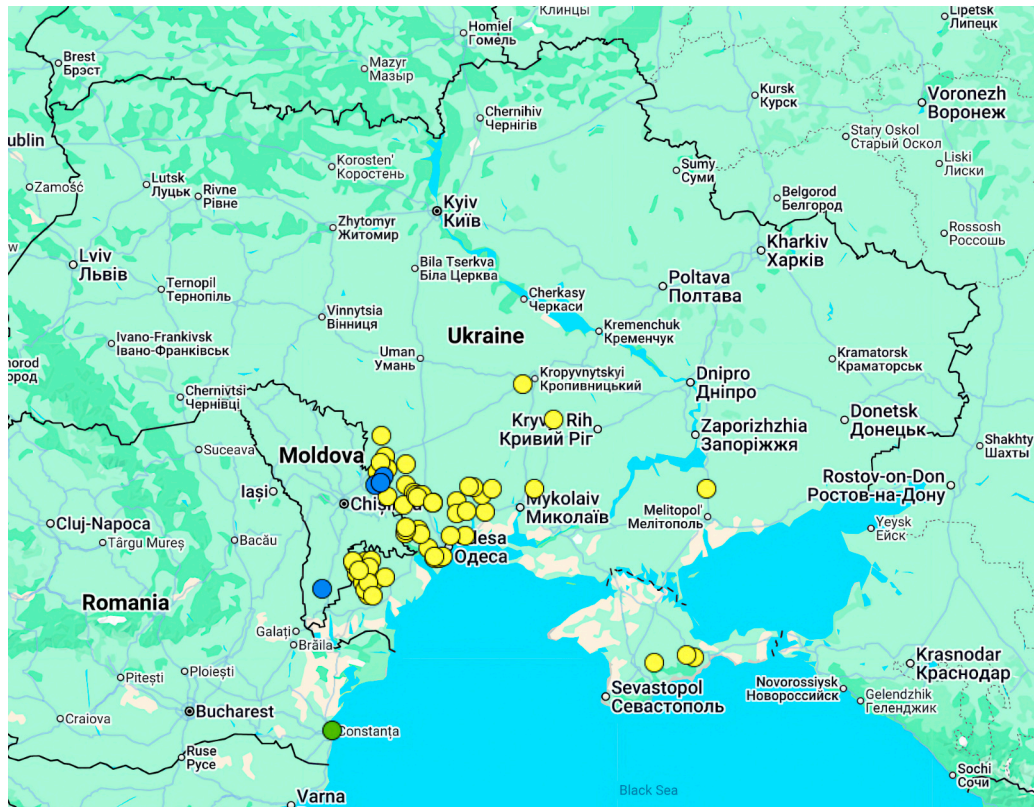 Клинцы
Lipetsk
Липецк
Homieĺ
Гомель
Brest
Брэст
Mazyr
Мазыр
Kursk
Курск
Voronezh
Воронеж
Chernihiv
Чернігів
Stary Oskol
Старый Оскол
ublin
Korosten'
Коростень
Sumy
Суми
Liski
Лиски
Zamość
Lutsk
Луцьк
Rivne
Рівне
Belgorod
Белгород
Kyiv
Київ
Zhytomyr
Житомир
Rossosh
Россошь
w
Lviv
Львів
Kharkiv
Харків
Bila Tserkva
Біла Церква
Ternopil
Тернопіль
Poltava
Полтава
Cherkasy
Черкаси
Vinnytsia
Вінниця
Kremenchuk
Кременчук
Ukraine
Ivano-Frankivsk
Івано-Франківськ
Uman
Умань
Kramatorsk
Краматорськ
orod
ород
Kropyvnytskyi
Кропивницький
Dnipro
Дніпро
Chernivtsi
Чернівці
Kryv Rih
Кривий Ріг
Donetsk
Донецьк
Zaporizhzhia
Запоріжжя
Shakhty
Шахты
Suceava
Moldova
Rostov-on-Don
Ростов-на-Дону
Iași
Chiși
Mykolaiv
Миколаїв
Melitopol'
Мелітополь
Cluj-Napoca
Yeysk
Ейск
Târgu Mureș
Bacău
desa
Одеса
Romania
Galați
Brăila
Krasnodar
Краснодар
Ploiești
Pitești
Sevastopol
Севастополь
Novorossiysk
Новороссийск
Gelendzhik
Геленджик
Bucharest
Craiova
Constanța
Ruse
Русе
Sochi
Сочи
Black Sea
Varna